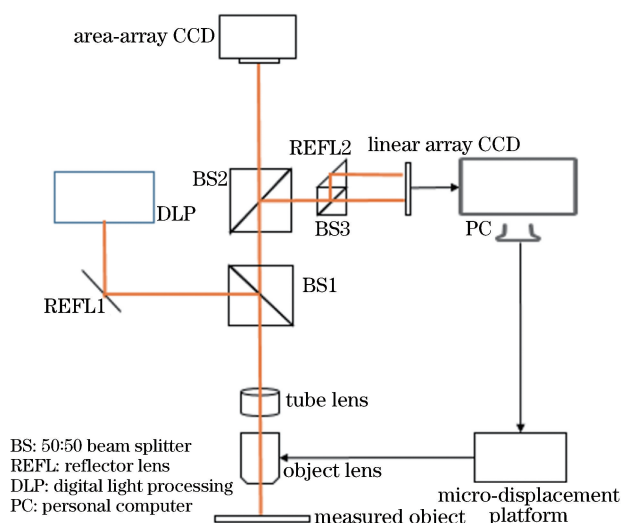 area-array CCD
REFL2
linear array CCD
BS2
DLP
BS3
PC
REFL1
BS1
tube lens
BS: 50:50 beam splitter
REFL: reflector lens
DLP: digital light processing
PC: personal computer
object lens
micro-displacement
platform
measured object